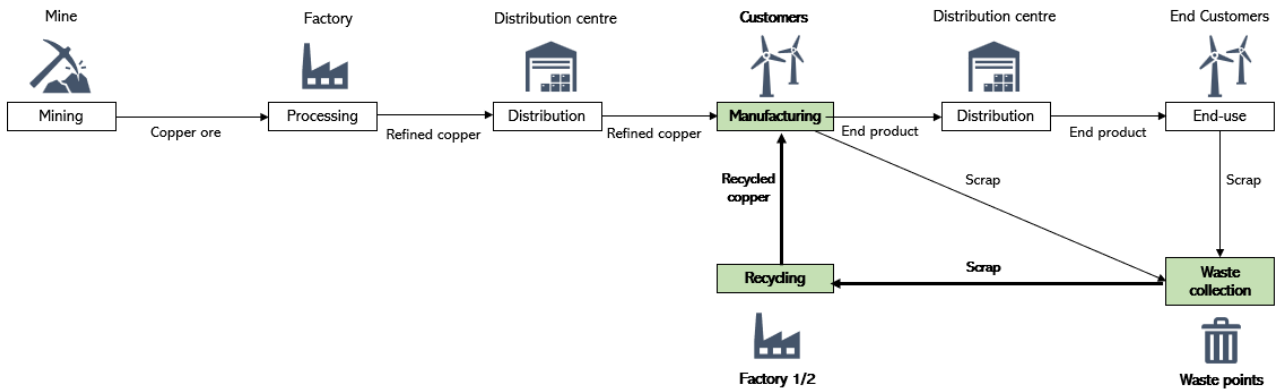 Mine
Factory
Distribution centre
Customers
Distribution centre
End Customers
Mining
Copper ore
Processing
Refined copper
Distribution
Refined copper
Manufacturing
End product
Distribution
End product
End-use
Recycled
copper
Scrap
Scrap
Recycling
Scrap
Waste
collection
Factory 1/2
Waste points